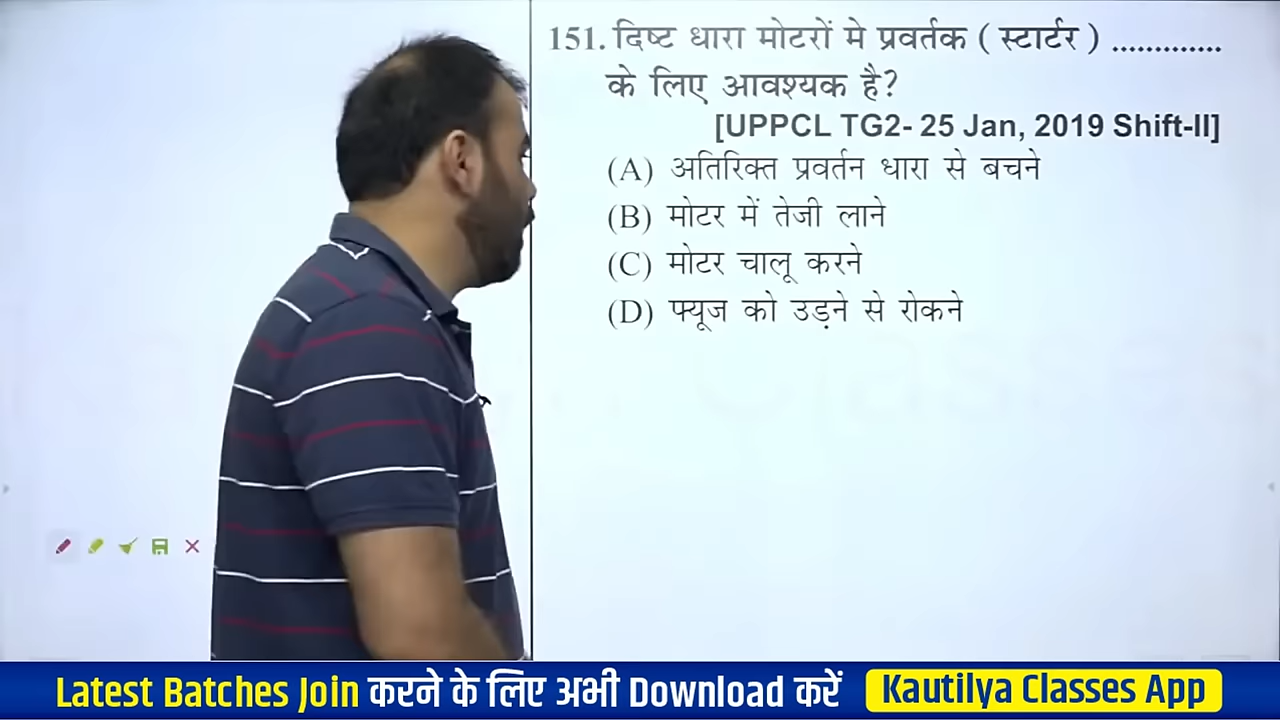 151. दिष्ट धारा मोटरों मे प्रवर्तक ( स्टार्टर ) .............
के लिए आवश्यक है?
[UPPCL TG2- 25 Jan, 2019 Shift-II]
(A) अतिरिक्त प्रवर्तन धारा से बचने
(B) मोटर में तेजी लाने
(C) मोटर चालू करने
(D) फ्यूज को उड़ने से रोकने
Latest Batches Join करने के लिए अभी Download करें Kautilya Classes App